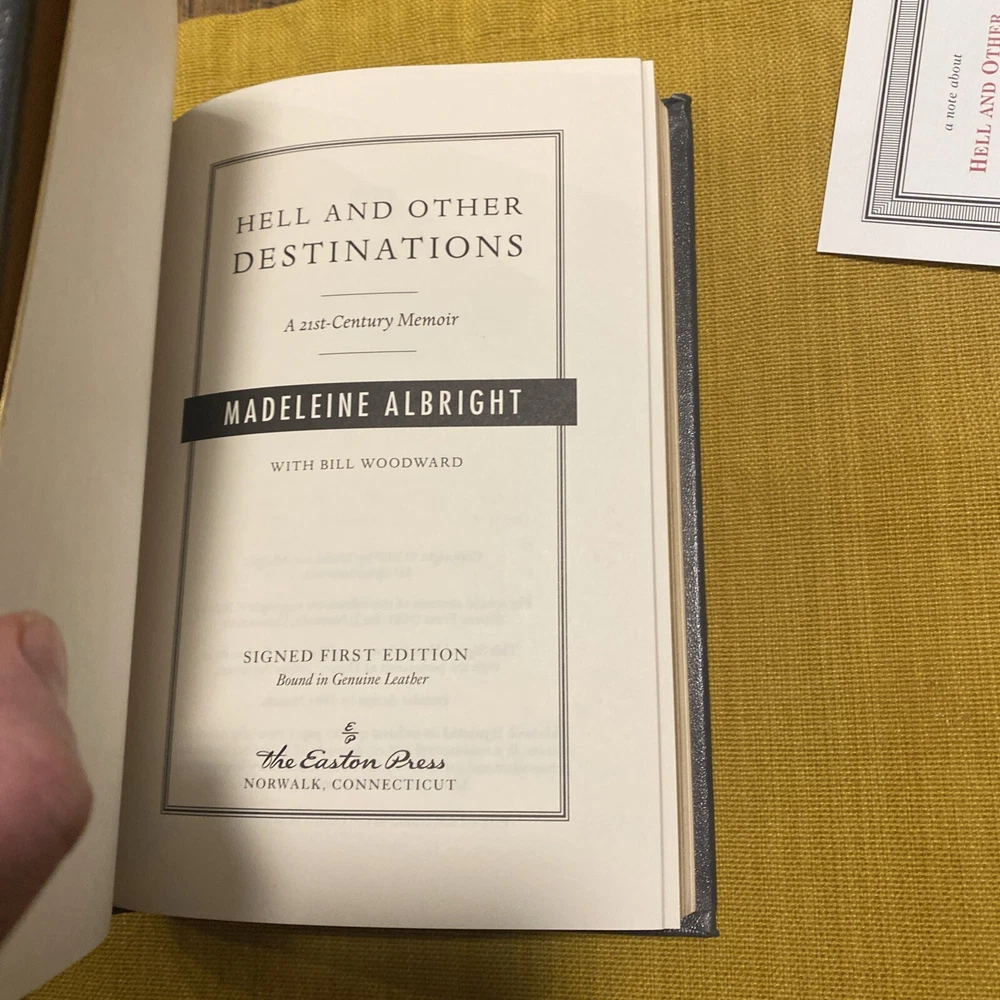 HELL AND OTHER
DESTINATIONS
A 21st-Century Memoir
MADELEINE ALBRIGHT
WITH BILL WOODWARD
SIGNED FIRST EDITION
Bound in Genuine Leather
E
P
the Easton Press
NORWALK, CONNECTICUT
a note about
HELL AND OTHER